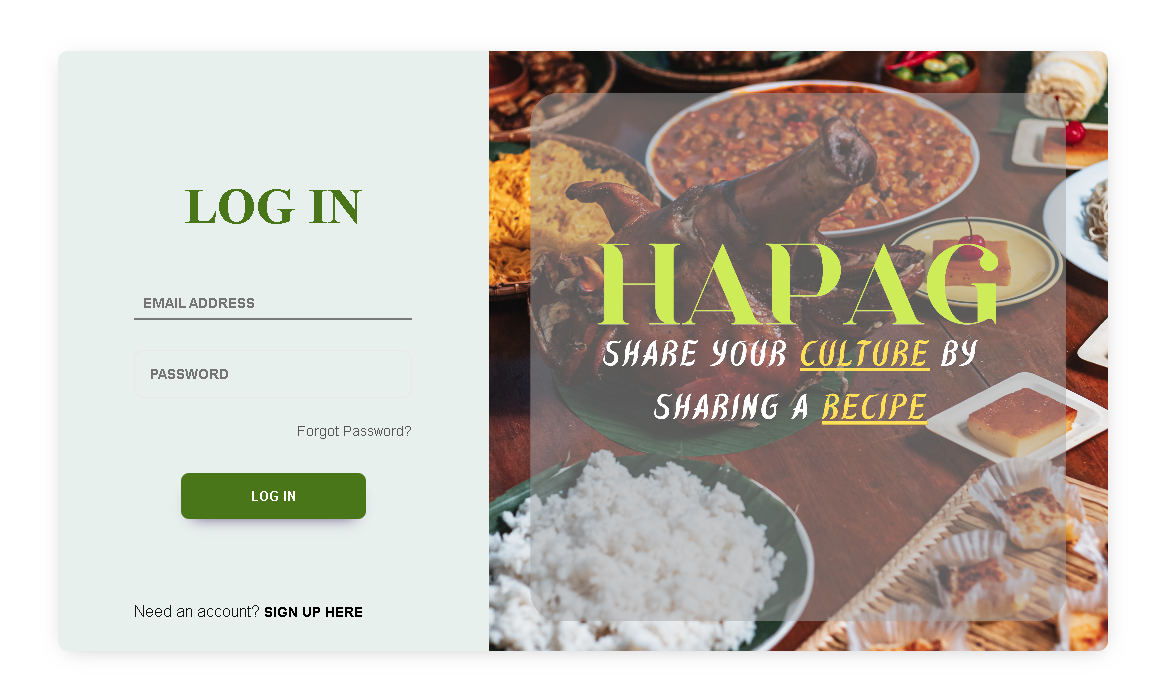 LOG IN
EMAIL ADDRESS
PASSWORD
Forgot Password?
LOG IN
Need an account? SIGN UP HERE
HAPAG
SHARE YOUR CULTURE BY
SHARING A RECIPE